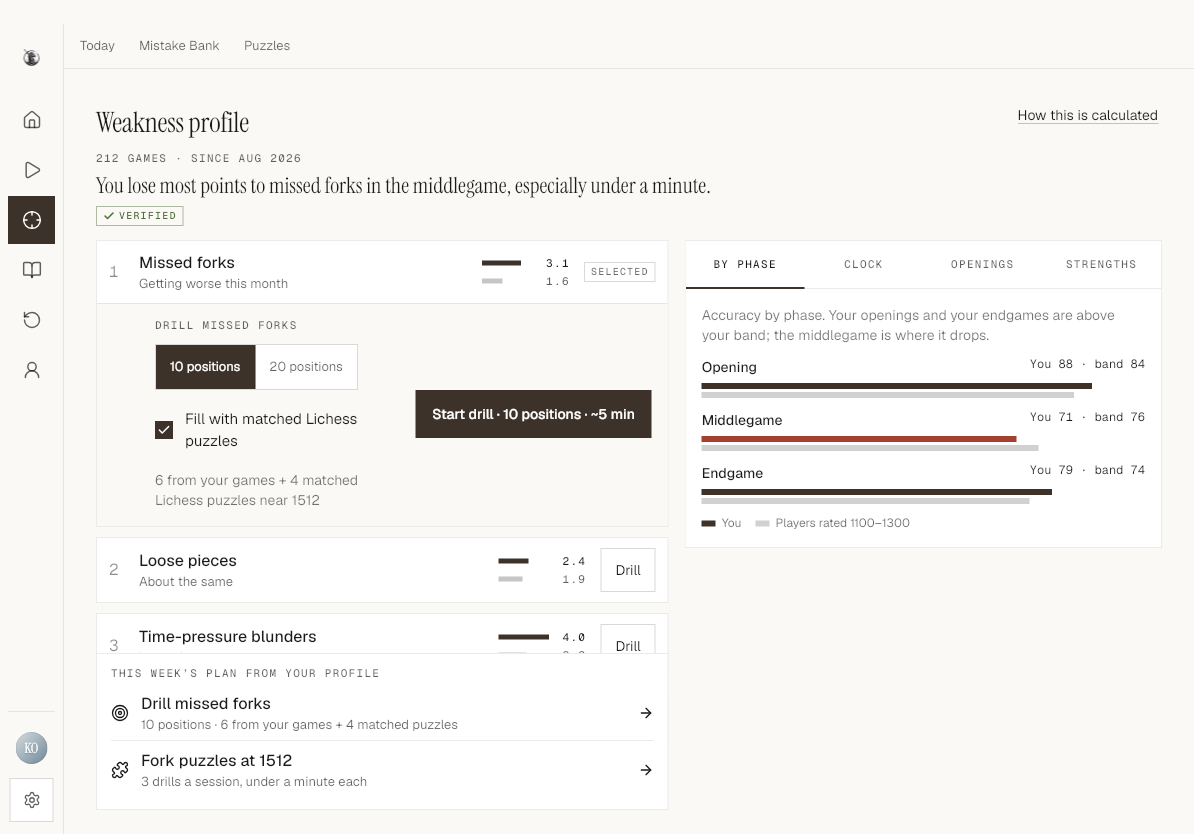 Today Mistake Bank Puzzles
Weakness profile
How this is calculated
212 GAMES · SINCE AUG 2026
You lose most points to missed forks in the middlegame, especially under a minute.
VERIFIED
1 Missed forks 3.1
Getting worse this month 1.6
SELECTED
DRILL MISSED FORKS
10 positions 20 positions
Fill with matched Lichess
puzzles
Start drill · 10 positions · ~5 min
6 from your games + 4 matched
Lichess puzzles near 1512
2 Loose pieces 2.4
About the same 1.9
Drill
3 Time-pressure blunders 4.0
Drill
THIS WEEK'S PLAN FROM YOUR PROFILE
Drill missed forks
10 positions · 6 from your games + 4 matched puzzles
Fork puzzles at 1512
3 drills a session, under a minute each
BY PHASE CLOCK OPENINGS STRENGTHS
Accuracy by phase. Your openings and your endgames are above
your band; the middlegame is where it drops.
Opening You 88 · band 84
Middlegame You 71 · band 76
Endgame You 79 · band 74
You Players rated 1100–1300
KO